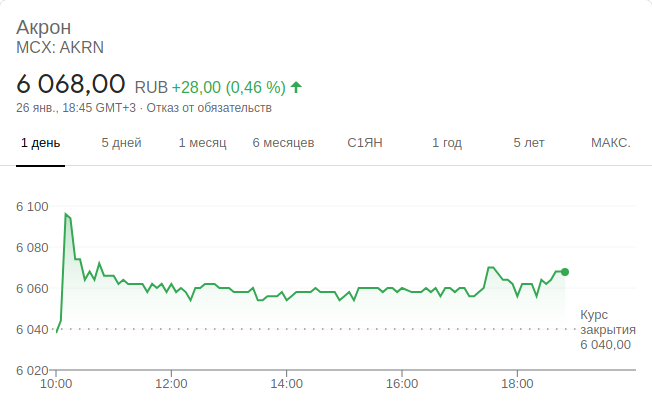 Акрон
MCX: AKRN
6 068,00 RUB +28,00 (0,46 %)
26 янв., 18:45 GMT+3 · Отказ от обязательств
1 день 5 дней 1 месяц 6 месяцев С1ЯН 1 год 5 лет МАКС.
6 100
6 080
6 060
6 040
6 020
Курс
закрытия
6 040,00
10:00 12:00 14:00 16:00 18:00